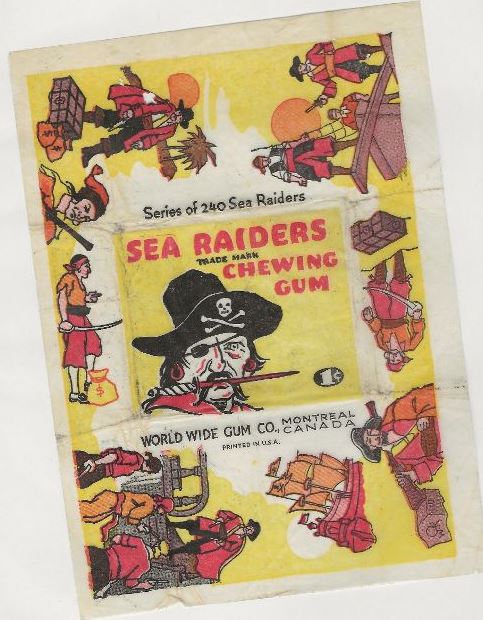 Series of 240 Sea Raiders
SEA RAIDERS
TRADE MARK
CHEWING
GUM
1¢
WORLD WIDE GUM CO., MONTREAL
CANADA
PRINTED IN U.S.A.
$